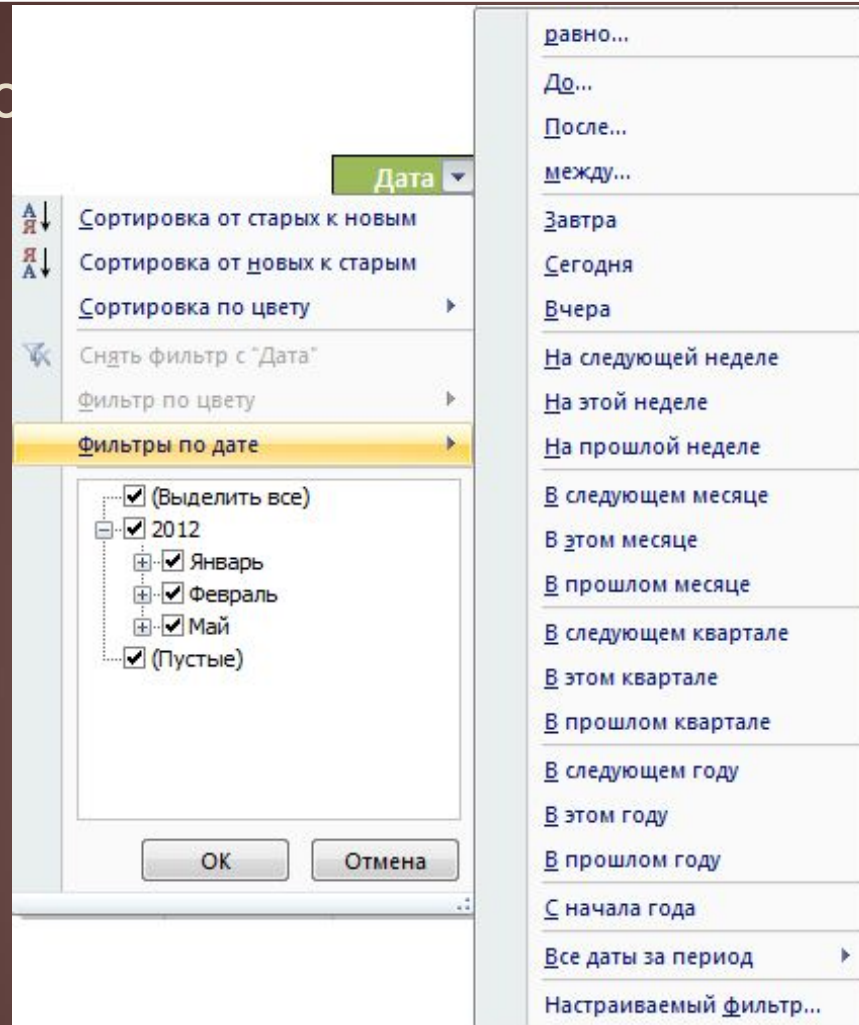 Дата
Сортировка от старых к новым
Сортировка от новых к старым
Сортировка по цвету
Снять фильтр с "Дата"
Фильтр по цвету
Фильтры по дате
(Выделить все)
2012
Январь
Февраль
Май
(Пустые)
ОК
Отмена
равно...
До...
После...
между...
Завтра
Сегодня
Вчера
На следующей неделе
На этой неделе
На прошлой неделе
В следующем месяце
В этом месяце
В прошлом месяце
В следующем квартале
В этом квартале
В прошлом квартале
В следующем году
В этом году
В прошлом году
С начала года
Все даты за период
Настраиваемый фильтр...